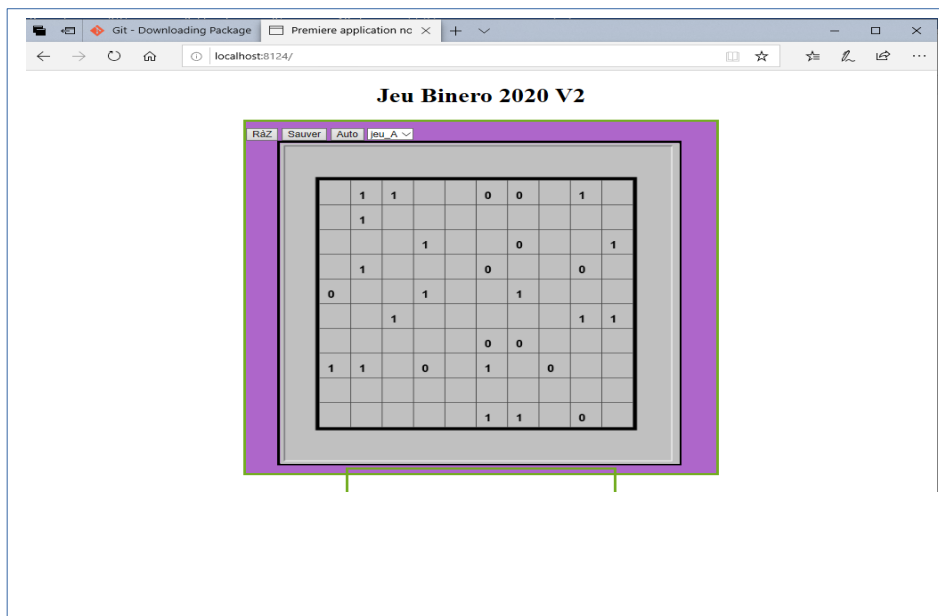 Git - Downloading Package Premiere application no
localhost:8124/
Jeu Binero 2020 V2
RàZ Sauver Auto jeu_A
1 1 0 0 1
1
1 0 1
1 0 0
0 1 1
1 1 1
0 0
1 1 0 1 0
1 1 0